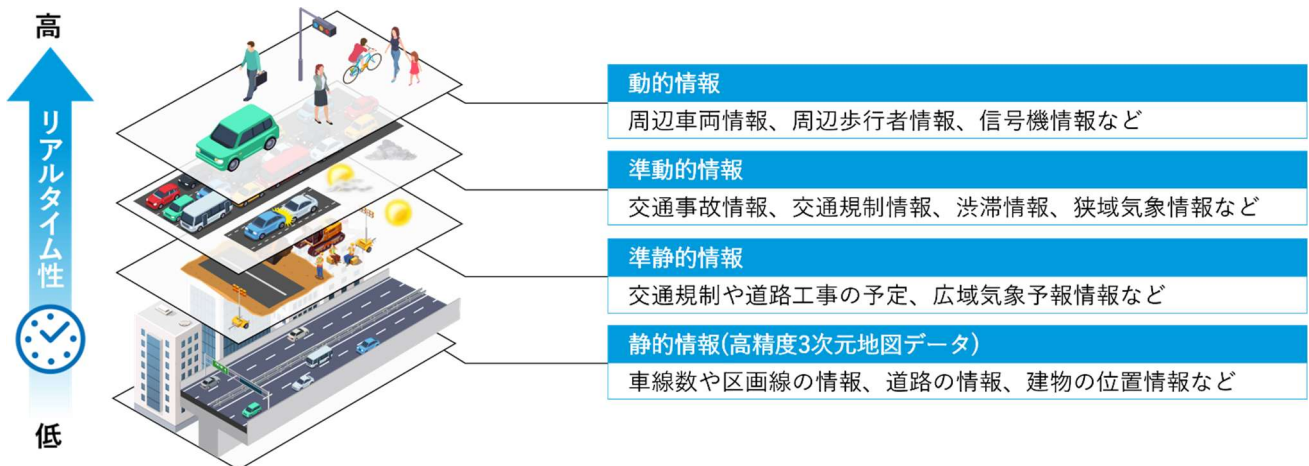 高
リアルタイム性
低
動的情報
周辺車両情報、周辺歩行者情報、信号機情報など
準動的情報
交通事故情報、交通規制情報、渋滞情報、狭域気象情報など
準静的情報
交通規制や道路工事の予定、広域気象予報情報など
静的情報(高精度3次元地図データ)
車線数や区画線の情報、道路の情報、建物の位置情報など